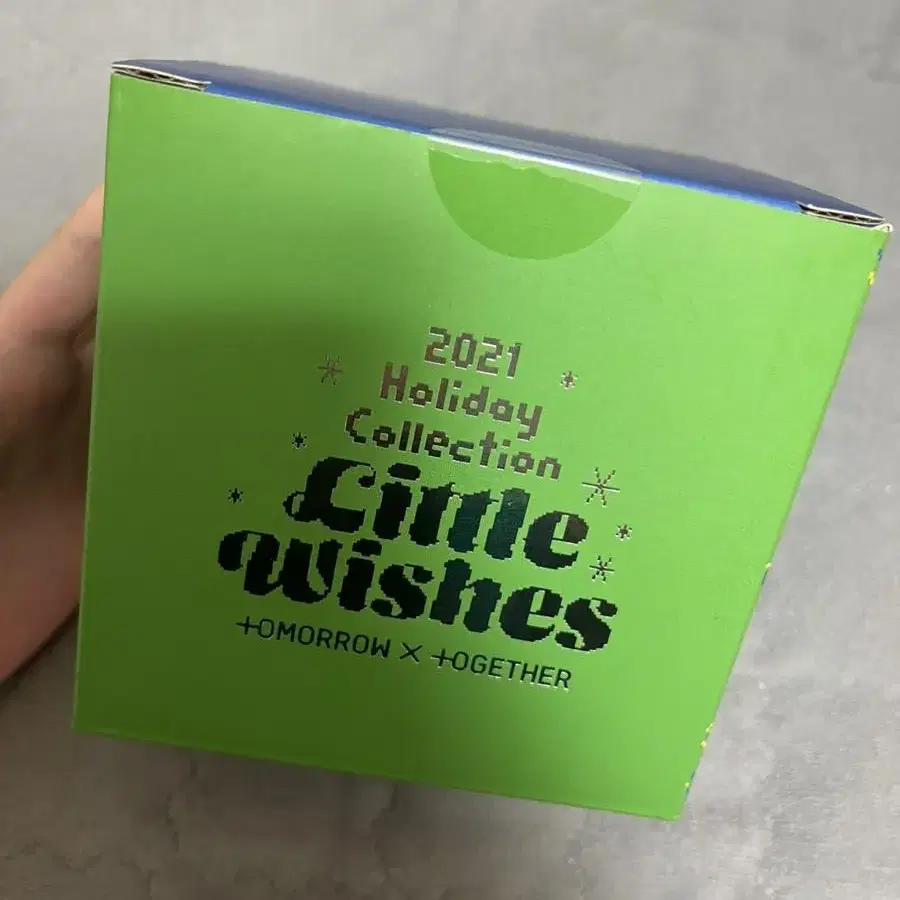 2021
Holiday
Collection
Little
Wishes
TOMORROW X TOGETHER